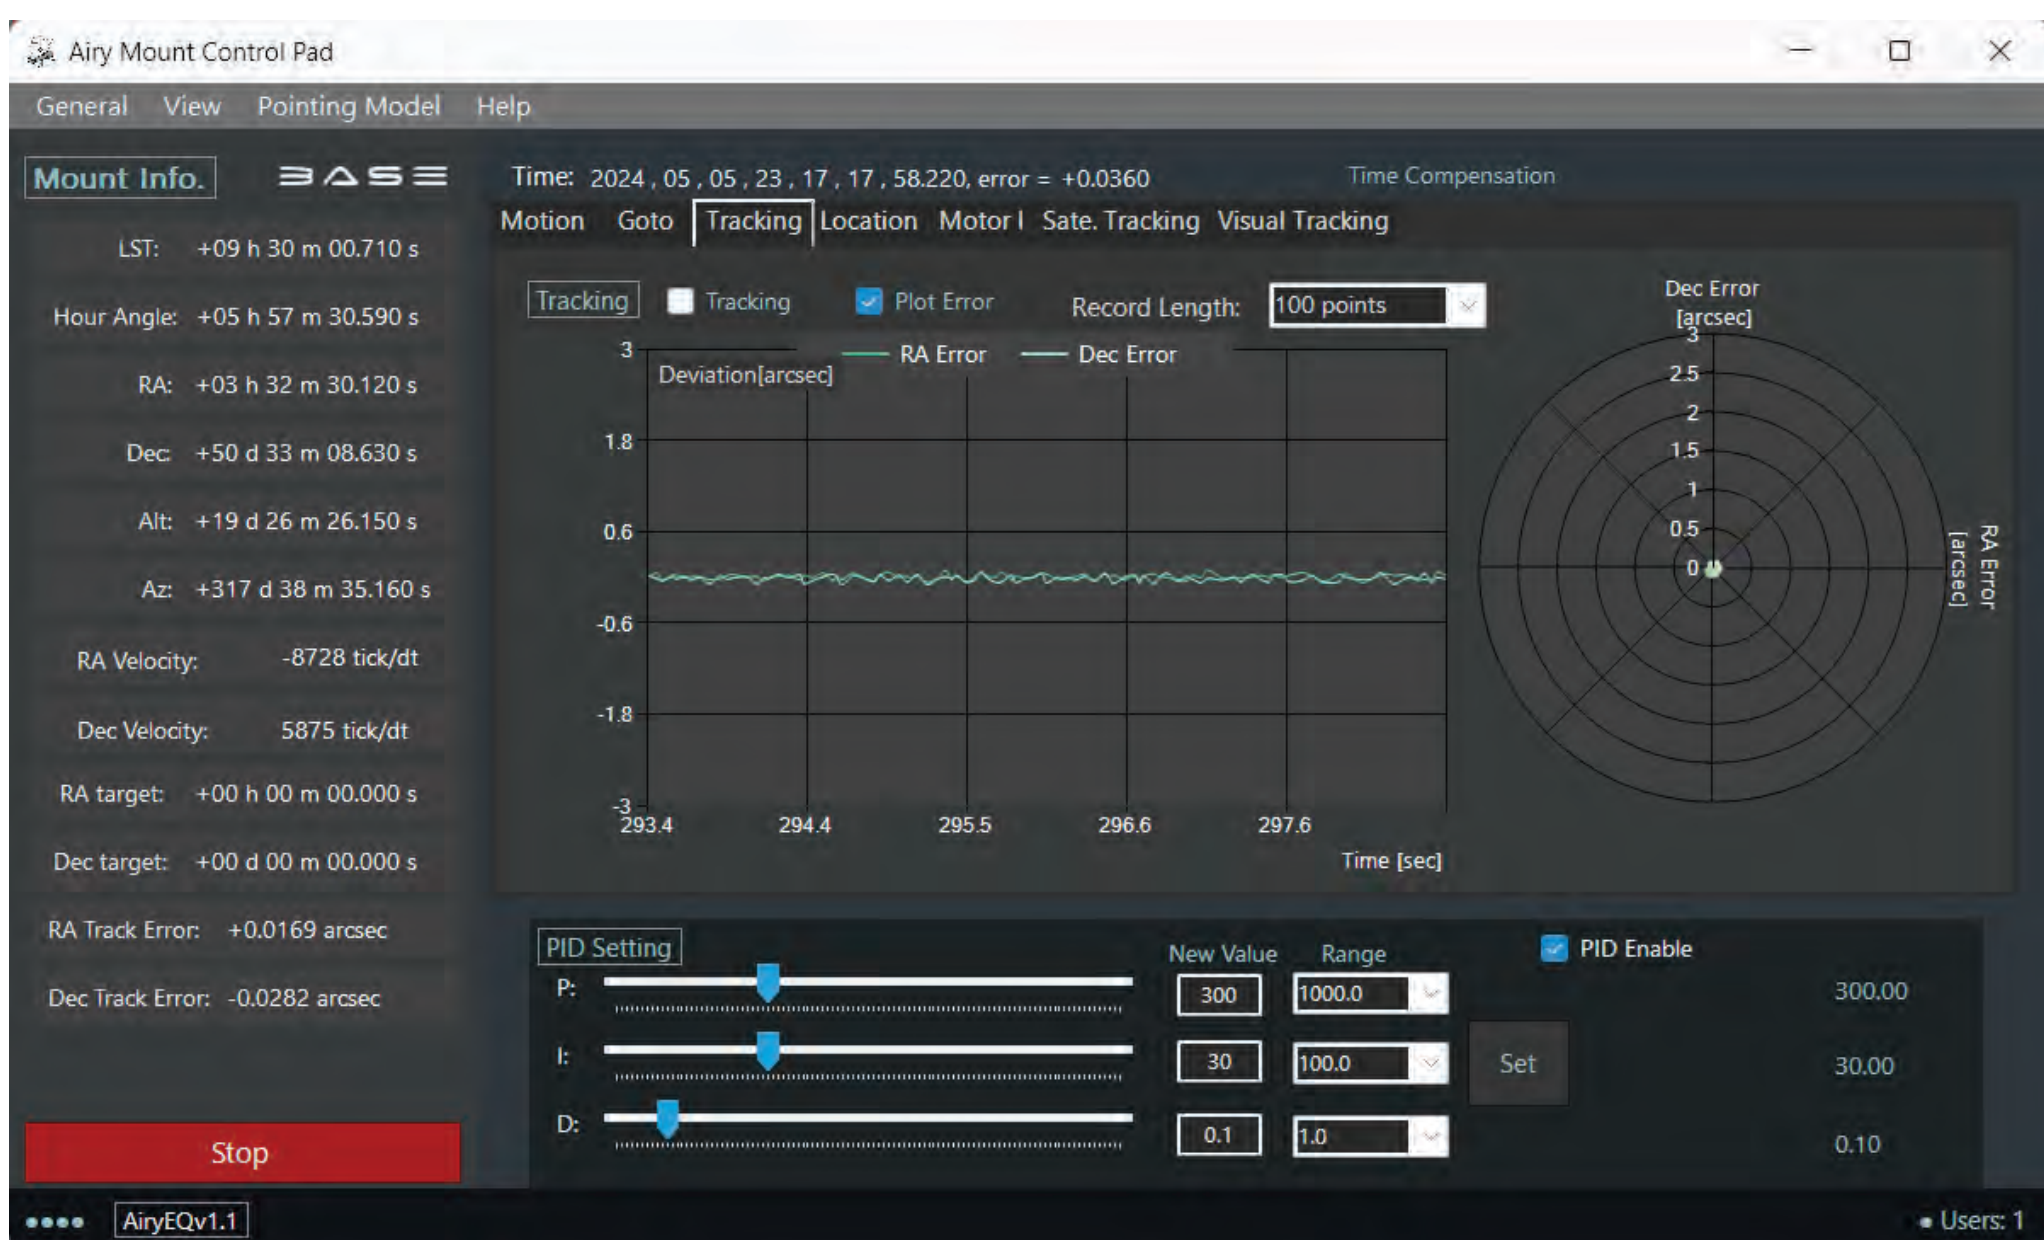 Airy Mount Control Pad
General View Pointing Model Help
Mount Info. BASE
LST: +09 h 30 m 00.710 s
Hour Angle: +05 h 57 m 30.590 s
RA: +03 h 32 m 30.120 s
Dec: +50 d 33 m 08.630 s
Alt: +19 d 26 m 26.150 s
Az: +317 d 38 m 35.160 s
RA Velocity: -8728 tick/dt
Dec Velocity: 5875 tick/dt
RA target: +00 h 00 m 00.000 s
Dec target: +00 d 00 m 00.000 s
RA Track Error: +0.0169 arcsec
Dec Track Error: -0.0282 arcsec
Stop
Time: 2024 , 05 , 05 , 23 , 17 , 17 , 58.220, error = +0.0360 Time Compensation
Motion Goto Tracking Location Motor I Sate. Tracking Visual Tracking
Tracking Tracking Plot Error Record Length: 100 points
RA Error Dec Error
Deviation[arcsec]
3
1.8
0.6
-0.6
-1.8
-3
293.4 294.4 295.5 296.6 297.6
Time [sec]
Dec Error
[arcsec]
3
2.5
2
1.5
1
0.5
0
RA Error
[arcsec]
PID Setting New Value Range PID Enable
P: 300 1000.0 300.00
I: 30 100.0 Set 30.00
D: 0.1 1.0 0.10
AiryEQv1.1 Users: 1